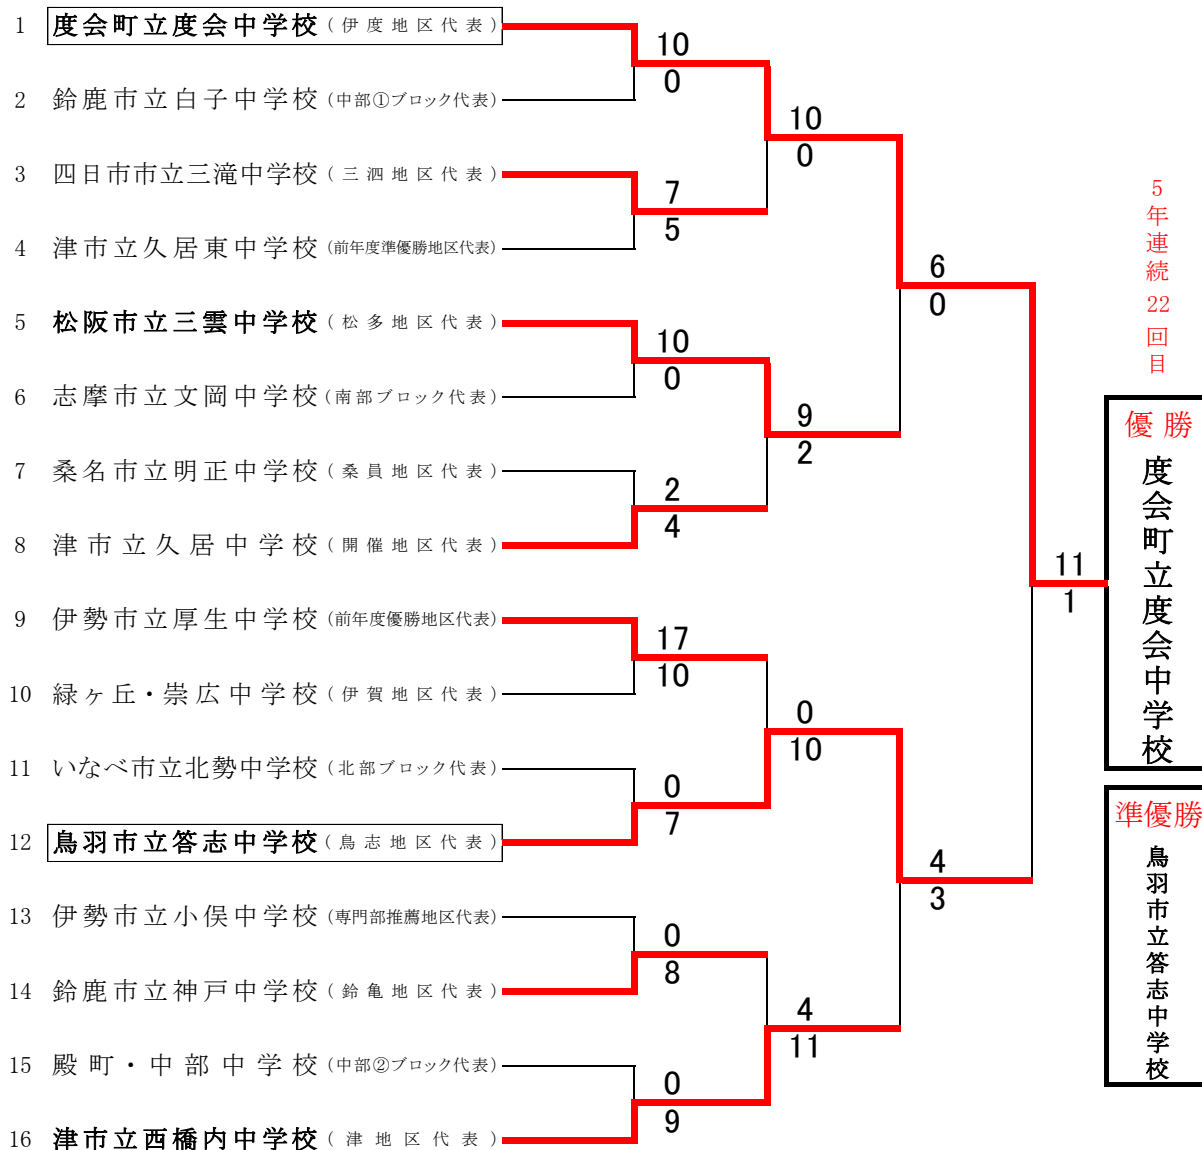 1 度会町立度会中学校 (伊度地区代表)
2 鈴鹿市立白子中学校 (中部①ブロック代表)
3 四日市市立三滝中学校 (三泗地区代表)
4 津市立久居東中学校 (前年度準優勝地区代表)
5 松阪市立三雲中学校 (松多地区代表)
6 志摩市立文岡中学校 (南部ブロック代表)
7 桑名市立明正中学校 (桑員地区代表)
8 津市立久居中学校 (開催地区代表)
9 伊勢市立厚生中学校 (前年度優勝地区代表)
10 緑ヶ丘・崇広中学校 (伊賀地区代表)
11 いなべ市立北勢中学校 (北部ブロック代表)
12 鳥羽市立答志中学校 (鳥志地区代表)
13 伊勢市立小俣中学校 (専門部推薦地区代表)
14 鈴鹿市立神戸中学校 (鈴亀地区代表)
15 殿町・中部中学校 (中部②ブロック代表)
16 津市立西橋内中学校 (津地区代表)
10
0
7
5
10
0
2
4
17
10
0
7
0
8
0
9
10
0
9
2
0
10
4
11
6
0
4
3
11
1
5年連続22回目
優勝
度会町立度会中学校
準優勝
鳥羽市立答志中学校